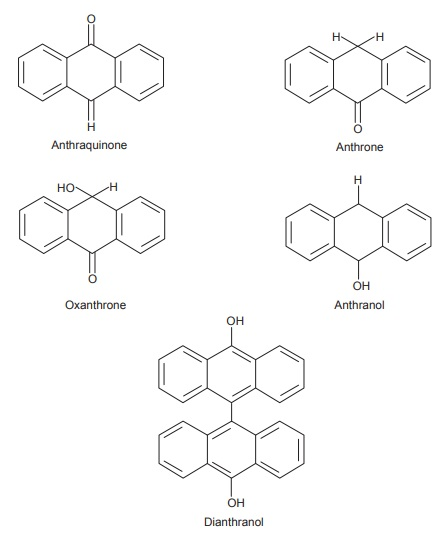 O
H
Anthraquinone
H H
O
Anthrone
HO H
O
Oxanthrone
H
OH
Anthranol
OH
OH
Dianthranol